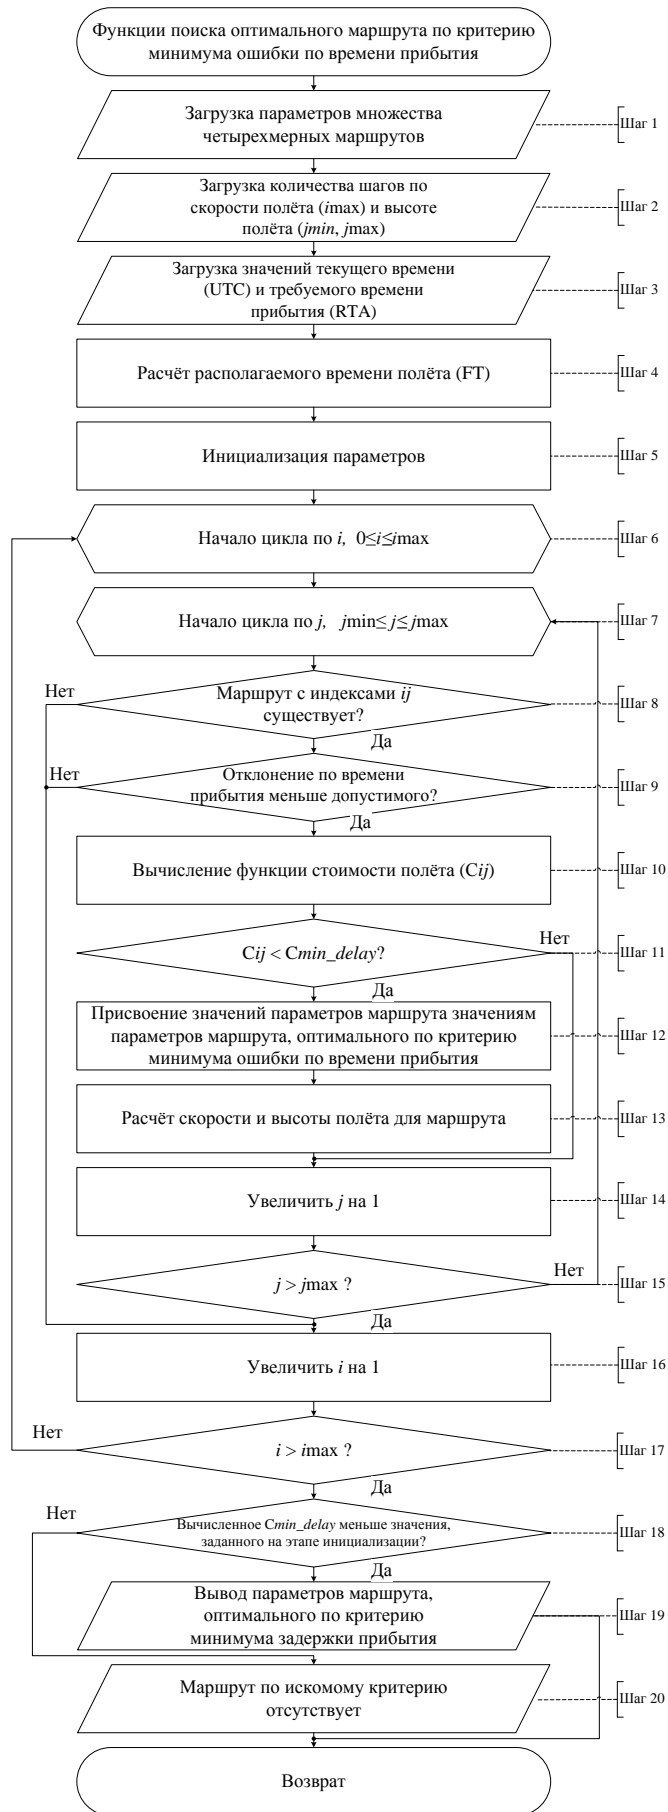 Функции поиска оптимального маршрута по критерию
минимума ошибки по времени прибытия
Загрузка параметров множества
четырехмерных маршрутов
Шаг 1
Загрузка количества шагов по
скорости полёта (imax) и высоте
полёта (jmin, jmax)
Шаг 2
Загрузка значений текущего времени
(UTC) и требуемого времени
прибытия (RTA)
Шаг 3
Расчёт располагаемого времени полёта (FT)
Шаг 4
Инициализация параметров
Шаг 5
Начало цикла по i, 0≤i≤imax
Шаг 6
Начало цикла по j, jmin≤ j≤ jmax
Шаг 7
Нет
Маршрут с индексами ij
существует?
Шаг 8
Да
Нет
Отклонение по времени
прибытия меньше допустимого?
Шаг 9
Да
Вычисление функции стоимости полёта (Cij)
Шаг 10
Cij < Cmin_delay?
Нет
Шаг 11
Да
Присвоение значений параметров маршрута значениям
параметров маршрута, оптимального по критерию
минимума ошибки по времени прибытия
Шаг 12
Расчёт скорости и высоты полёта для маршрута
Шаг 13
Увеличить j на 1
Шаг 14
j > jmax ?
Нет
Шаг 15
Да
Увеличить i на 1
Шаг 16
Нет
i > imax ?
Шаг 17
Да
Нет
Вычисленное Cmin_delay меньше значения,
заданного на этапе инициализации?
Шаг 18
Да
Вывод параметров маршрута,
оптимального по критерию
минимума задержки прибытия
Шаг 19
Маршрут по искомому критерию
отсутствует
Шаг 20
Возврат